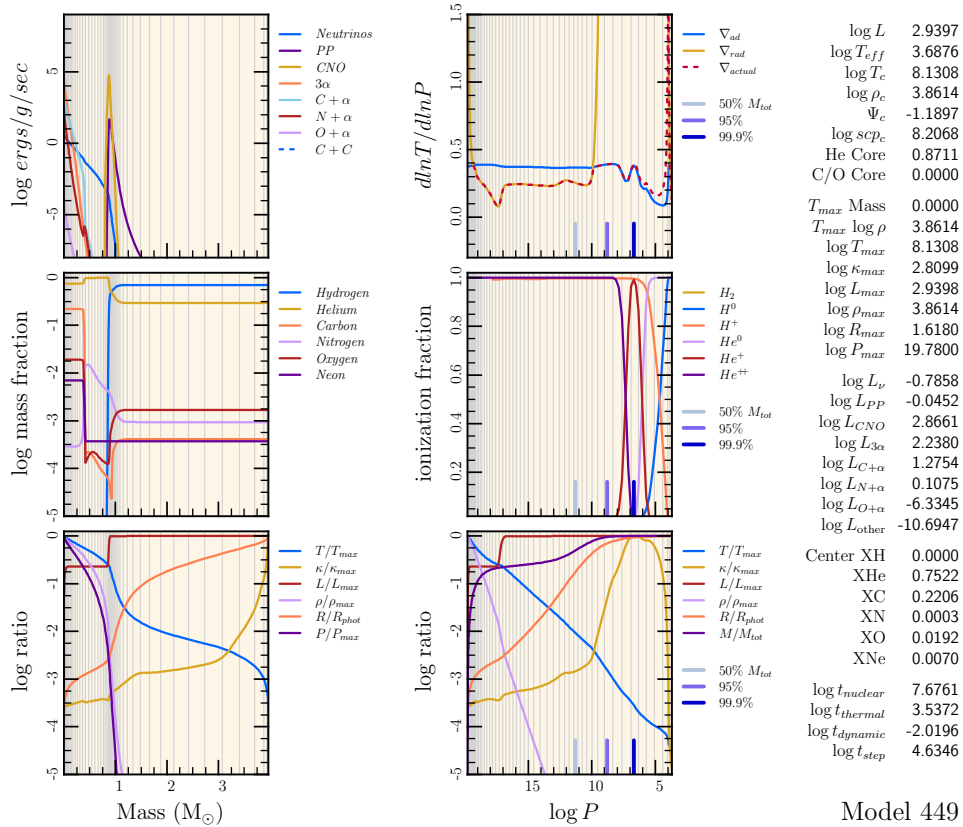 log ergs/g/sec
5
0
-5
Neutrinos
PP
CNO
3α
C + α
N + α
O + α
C + C
dlnT/dlnP
1.5
1.0
0.5
0.0
∇ad
∇rad
∇actual
50% Mtot
95%
99.9%
log mass fraction
0
-1
-2
-3
-4
-5
Hydrogen
Helium
Carbon
Nitrogen
Oxygen
Neon
ionization fraction
1.0
0.8
0.6
0.4
0.2
H2
H0
H+
He0
He+
He++
50% Mtot
95%
99.9%
log ratio
0
-1
-2
-3
-4
-5
0
1
2
3
Mass (M⊙)
T/Tmax
κ/κmax
L/Lmax
ρ/ρmax
R/Rphot
P/Pmax
log ratio
0
-1
-2
-3
-4
-5
15
10
5
log P
T/Tmax
κ/κmax
L/Lmax
ρ/ρmax
R/Rphot
M/Mtot
50% Mtot
95%
99.9%
log L 2.9397
log Teff 3.6876
log Tc 8.1308
log ρc 3.8614
Ψc -1.1897
log scpc 8.2068
He Core 0.8711
C/O Core 0.0000
Tmax Mass 0.0000
Tmax log ρ 3.8614
log Tmax 8.1308
log κmax 2.8099
log Lmax 2.9398
log ρmax 3.8614
log Rmax 1.6180
log Pmax 19.7800
log Lν -0.7858
log LPP -0.0452
log LCNO 2.8661
log L3α 2.2380
log LC+α 1.2754
log LN+α 0.1075
log LO+α -6.3345
log Lother -10.6947
Center XH 0.0000
XHe 0.7522
XC 0.2206
XN 0.0003
XO 0.0192
XNe 0.0070
log tnuclear 7.6761
log tthermal 3.5372
log tdynamic -2.0196
log tstep 4.6346
Model 449